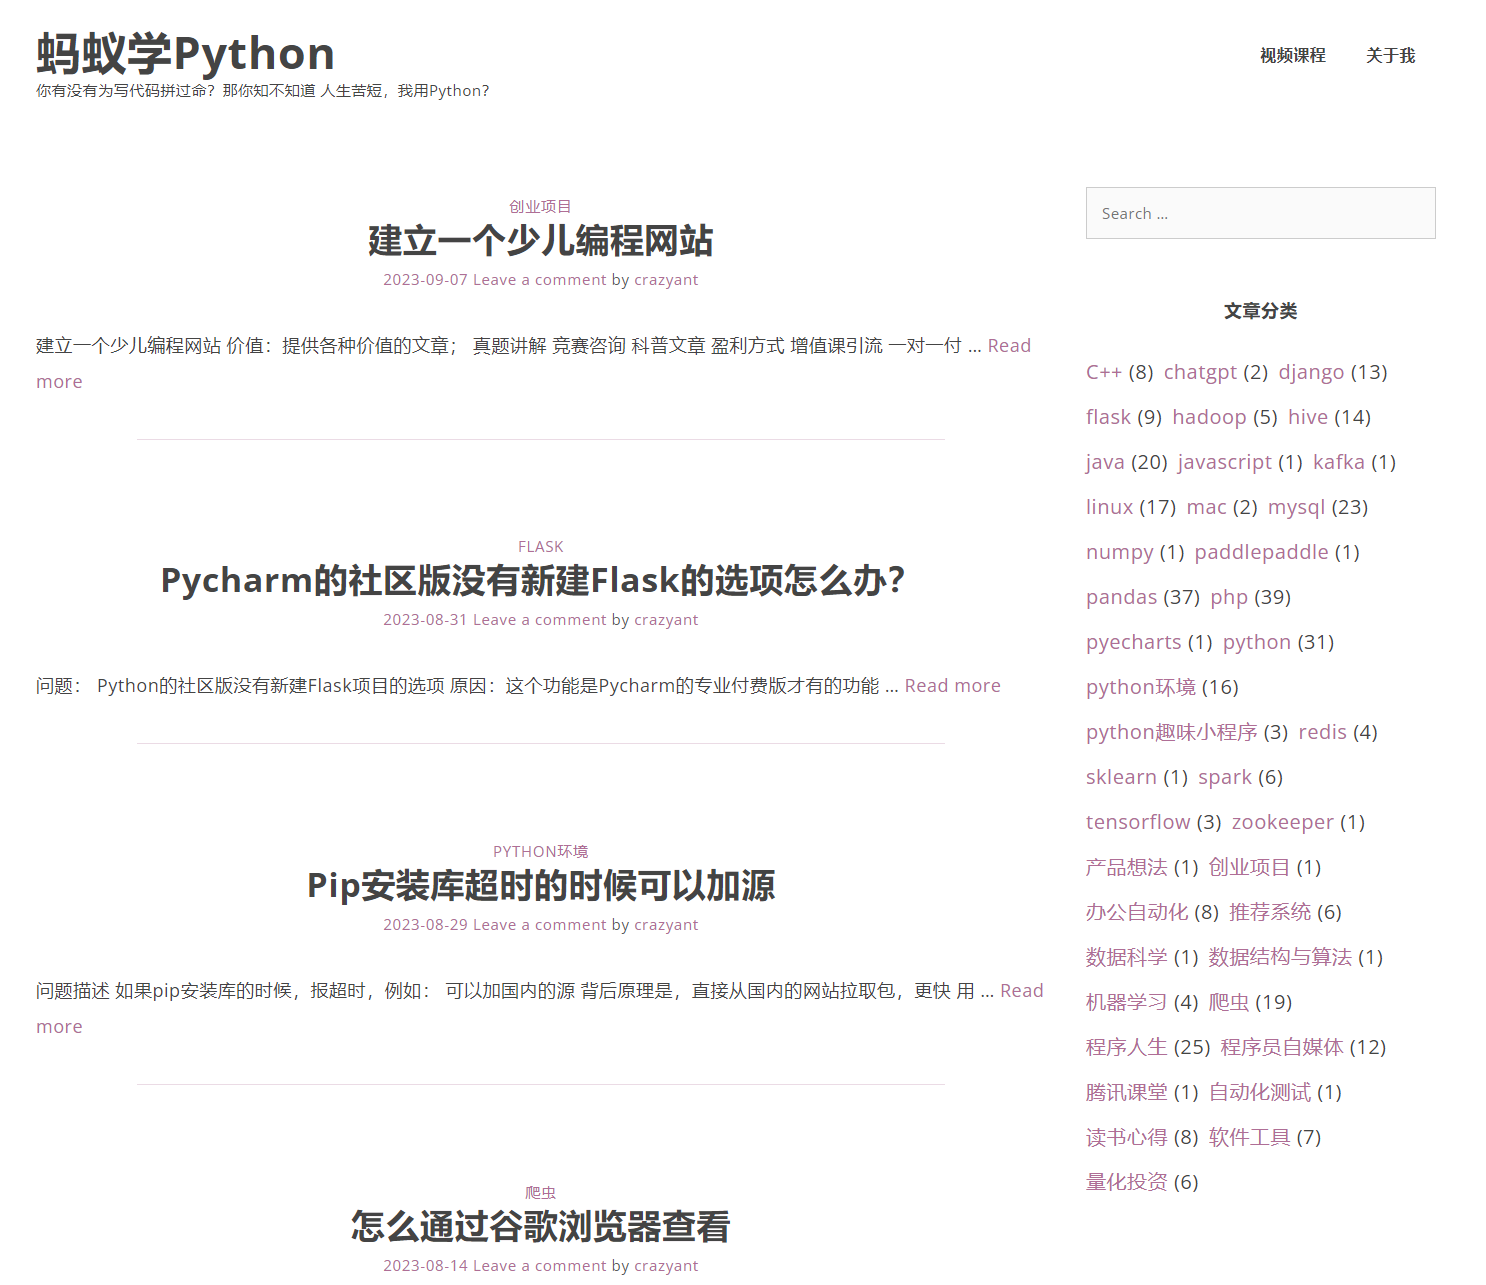 蚂蚁学Python
你有没有为写代码拼过命？那你知不知道 人生苦短，我用Python？
视频课程 关于我
创业项目
建立一个少儿编程网站
2023-09-07 Leave a comment by crazyant
建立一个少儿编程网站 价值：提供各种价值的文章； 真题讲解 竞赛咨询 科普文章 盈利方式 增值课引流 一对一付 … Read
more
FLASK
Pycharm的社区版没有新建Flask的选项怎么办？
2023-08-31 Leave a comment by crazyant
问题： Python的社区版没有新建Flask项目的选项 原因：这个功能是Pycharm的专业付费版才有的功能 … Read more
PYTHON环境
Pip安装库超时的时候可以加源
2023-08-29 Leave a comment by crazyant
问题描述 如果pip安装库的时候，报超时，例如： 可以加国内的源 背后原理是，直接从国内的网站拉取包，更快 用 … Read
more
爬虫
怎么通过谷歌浏览器查看
2023-08-14 Leave a comment by crazyant
Search …
文章分类
C++ (8) chatgpt (2) django (13)
flask (9) hadoop (5) hive (14)
java (20) javascript (1) kafka (1)
linux (17) mac (2) mysql (23)
numpy (1) paddlepaddle (1)
pandas (37) php (39)
pyecharts (1) python (31)
python环境 (16)
python趣味小程序 (3) redis (4)
sklearn (1) spark (6)
tensorflow (3) zookeeper (1)
产品想法 (1) 创业项目 (1)
办公自动化 (8) 推荐系统 (6)
数据科学 (1) 数据结构与算法 (1)
机器学习 (4) 爬虫 (19)
程序人生 (25) 程序员自媒体 (12)
腾讯课堂 (1) 自动化测试 (1)
读书心得 (8) 软件工具 (7)
量化投资 (6)